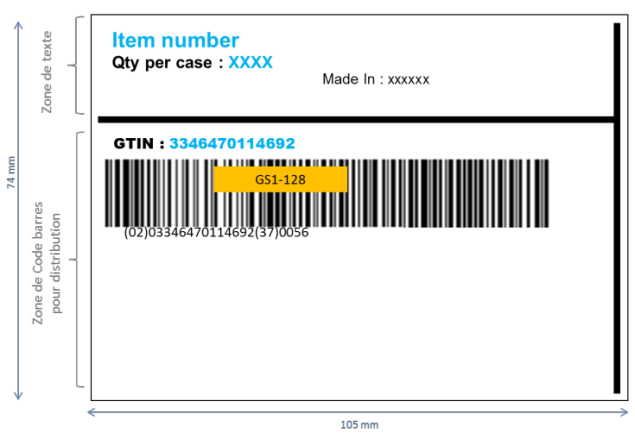 Zone de texte
Item number
Qty per case : XXXX
Made In : xxxxxx
74 mm
Zone de Code barres
pour distribution
GTIN : 3346470114692
GS1-128
(02)03346470114692(37)0056
105 mm